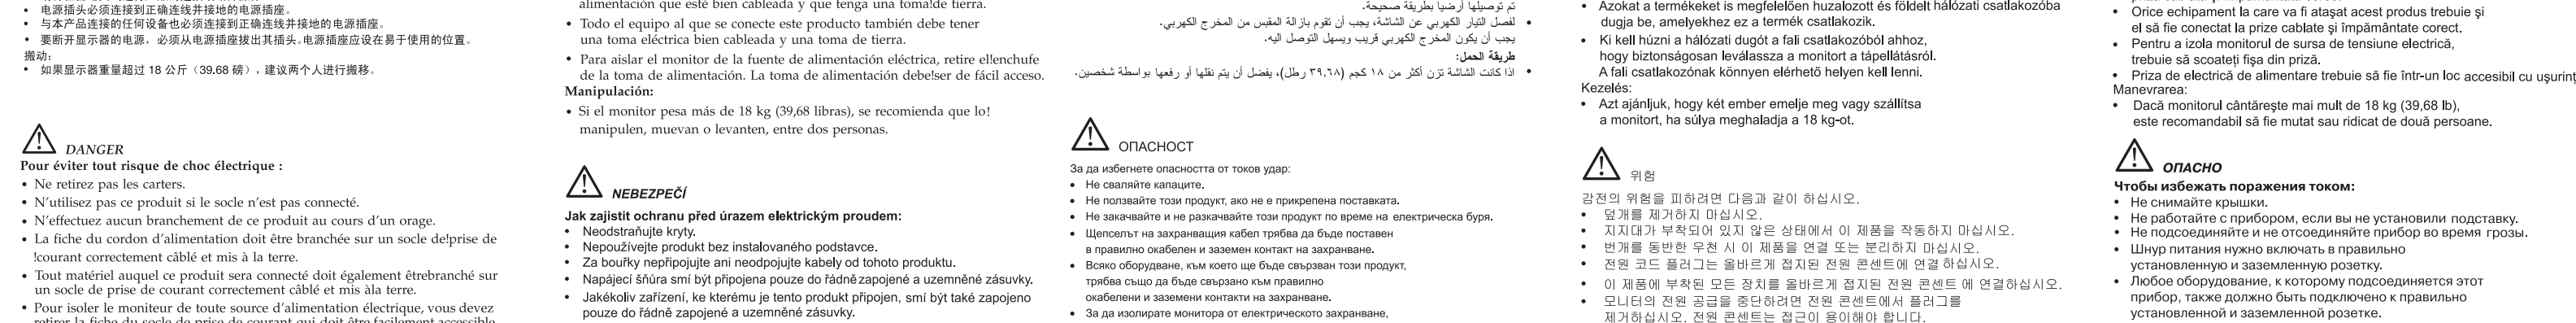 • 电源插头必须连接到正确连线并接地的电源插座。
• 与本产品连接的任何设备也必须连接到正确连线并接地的电源插座。
• 要断开显示器的电源，必须从电源插座拔出其插头。电源插座应设在易于使用的位置。
搬动：
• 如果显示器重量超过 18 公斤（39.68 磅），建议两个人进行搬移。
DANGER
Pour éviter tout risque de choc électrique :
• Ne retirez pas les carters.
• N’utilisez pas ce produit si le socle n’est pas connecté.
• N’effectuez aucun branchement de ce produit au cours d’un orage.
• La fiche du cordon d’alimentation doit être branchée sur un socle de!prise de
!courant correctement câblé et mis à la terre.
• Tout matériel auquel ce produit sera connecté doit également êtrebranché sur
un socle de prise de courant correctement câblé et mis àla terre.
• Pour isoler le moniteur de toute source d’alimentation électrique, vous devez
retirer la fiche du socle de prise de courant qui doit être facilement accessible.
alimentación que esté bien cableada y que tenga una toma!de tierra.
• Todo el equipo al que se conecte este producto también debe tener
una toma eléctrica bien cableada y una toma de tierra.
• Para aislar el monitor de la fuente de alimentación eléctrica, retire el!enchufe
de la toma de alimentación. La toma de alimentación debe!ser de fácil acceso.
Manipulación:
• Si el monitor pesa más de 18 kg (39,68 libras), se recomienda que lo!
manipulen, muevan o levanten, entre dos personas.
NEBEZPEČÍ
Jak zajistit ochranu před úrazem elektrickým proudem:
• Neodstraňujte kryty.
• Nepoužívejte produkt bez instalovaného podstavce.
• Za bouřky nepřipojujte ani neodpojujte kabely od tohoto produktu.
• Napájecí šňůra smí být připojena pouze do řádně zapojené a uzemněné zásuvky.
• Jakékoliv zařízení, ke kterému je tento produkt připojen, smí být také zapojeno
pouze do řádně zapojené a uzemněné zásuvky.
تم توصيلها أرضيا بطريقة صحيحة.
• لفصل التيار الكهربي عن الشاشة، يجب أن تقوم بازالة المقبس من المخرج الكهربي.
يجب أن يكون المخرج الكهربي قريب ويسهل التوصل اليه.
طريقة الحمل:
• اذا كانت الشاشة تزن أكثر من ١٨ كجم (٣٩,٦٨ رطل)، يفضل أن يتم نقلها أو رفعها بواسطة شخصين.
ОПАСНОСТ
За да избегнете опасността от токов удар:
• Не сваляйте капаците.
• Не ползвайте този продукт, ако не е прикрепена поставката.
• Не закачвайте и не разкачвайте този продукт по време на електрическа буря.
• Щепселът на захранващия кабел трябва да бъде поставен
в правилно окабелен и заземен контакт на захранване.
• Всяко оборудване, към което ще бъде свързван този продукт,
трябва също да бъде свързано към правилно
окабелени и заземени контакти на захранване.
• За да изолирате монитора от електрическото захранване,
• Azokat a termékeket is megfelelően huzalozott és földelt hálózati csatlakozóba
dugja be, amelyekhez ez a termék csatlakozik.
• Ki kell húzni a hálózati dugót a fali csatlakozóból ahhoz,
hogy biztonságosan leválassza a monitort a tápellátásról.
A fali csatlakozónak könnyen elérhető helyen kell lenni.
Kezelés:
• Azt ajánljuk, hogy két ember emelje meg vagy szállítsa
a monitort, ha súlya meghaladja a 18 kg-ot.
위험
감전의 위험을 피하려면 다음과 같이 하십시오.
• 덮개를 제거하지 마십시오.
• 지지대가 부착되어 있지 않은 상태에서 이 제품을 작동하지 마십시오.
• 번개를 동반한 우천 시 이 제품을 연결 또는 분리하지 마십시오.
• 전원 코드 플러그는 올바르게 접지된 전원 콘센트에 연결 하십시오.
• 이 제품에 부착된 모든 장치를 올바르게 접지된 전원 콘센트 에 연결하십시오.
• 모니터의 전원 공급을 중단하려면 전원 콘센트에서 플러그를
제거하십시오. 전원 콘센트는 접근이 용이해야 합니다.
• Orice echipament la care va fi ataşat acest produs trebuie şi
el să fie conectat la prize cablate şi împământate corect.
• Pentru a izola monitorul de sursa de tensiune electrică,
trebuie să scoateţi fişa din priză.
• Priza de electrică de alimentare trebuie să fie într-un loc accesibil cu uşurinţ
Manevrarea:
• Dacă monitorul cântăreşte mai mult de 18 kg (39,68 lb),
este recomandabil să fie mutat sau ridicat de două persoane.
ОПАСНО
Чтобы избежать поражения током:
• Не снимайте крышки.
• Не работайте с прибором, если вы не установили подставку.
• Не подсоединяйте и не отсоединяйте прибор во время грозы.
• Шнур питания нужно включать в правильно
установленную и заземленную розетку.
• Любое оборудование, к которому подсоединяется этот
прибор, также должно быть подключено к правильно
установленной и заземленной розетке.